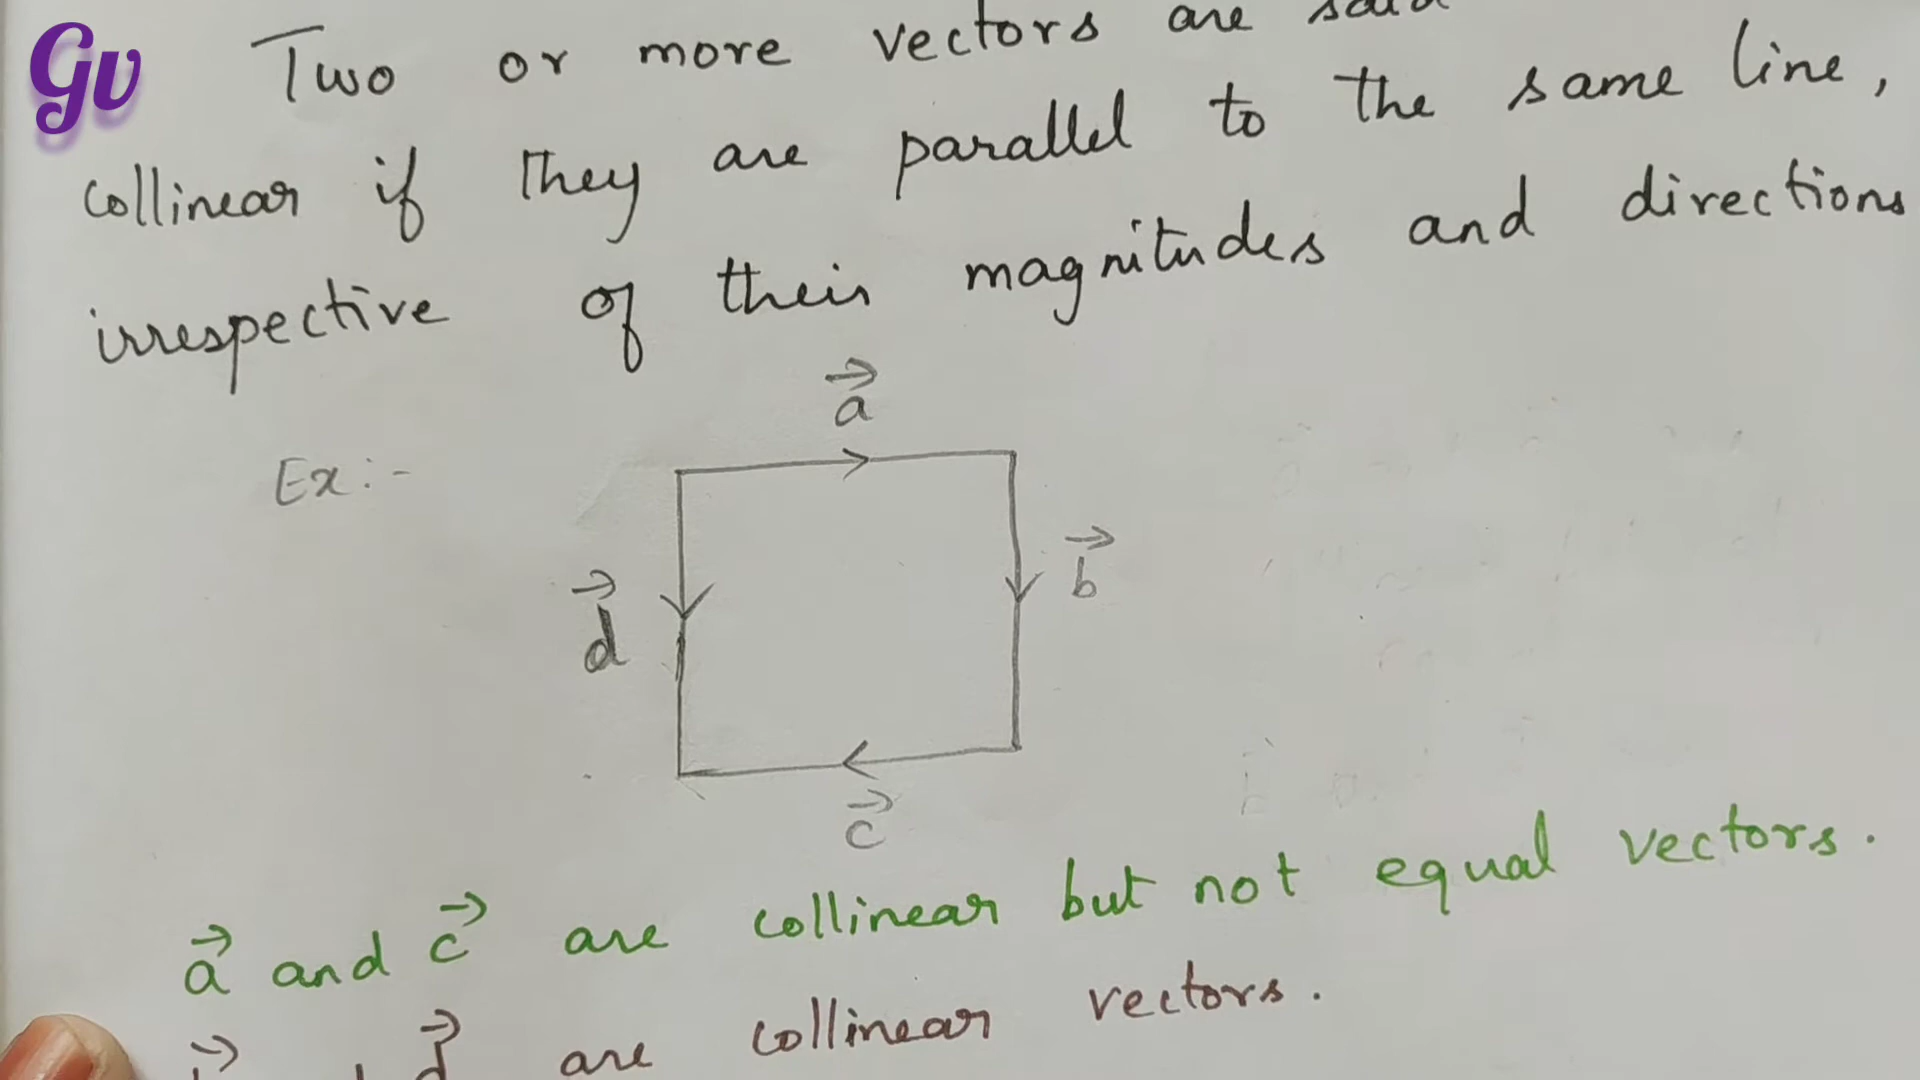 Gv
Two or more vectors are said
collinear if they are parallel to the same line,
irrespective of their magnitudes and directions
a⃗
Ex :-
b⃗
d⃗
c⃗
a⃗ and c⃗ are collinear but not equal vectors.
d⃗ are collinear vectors.